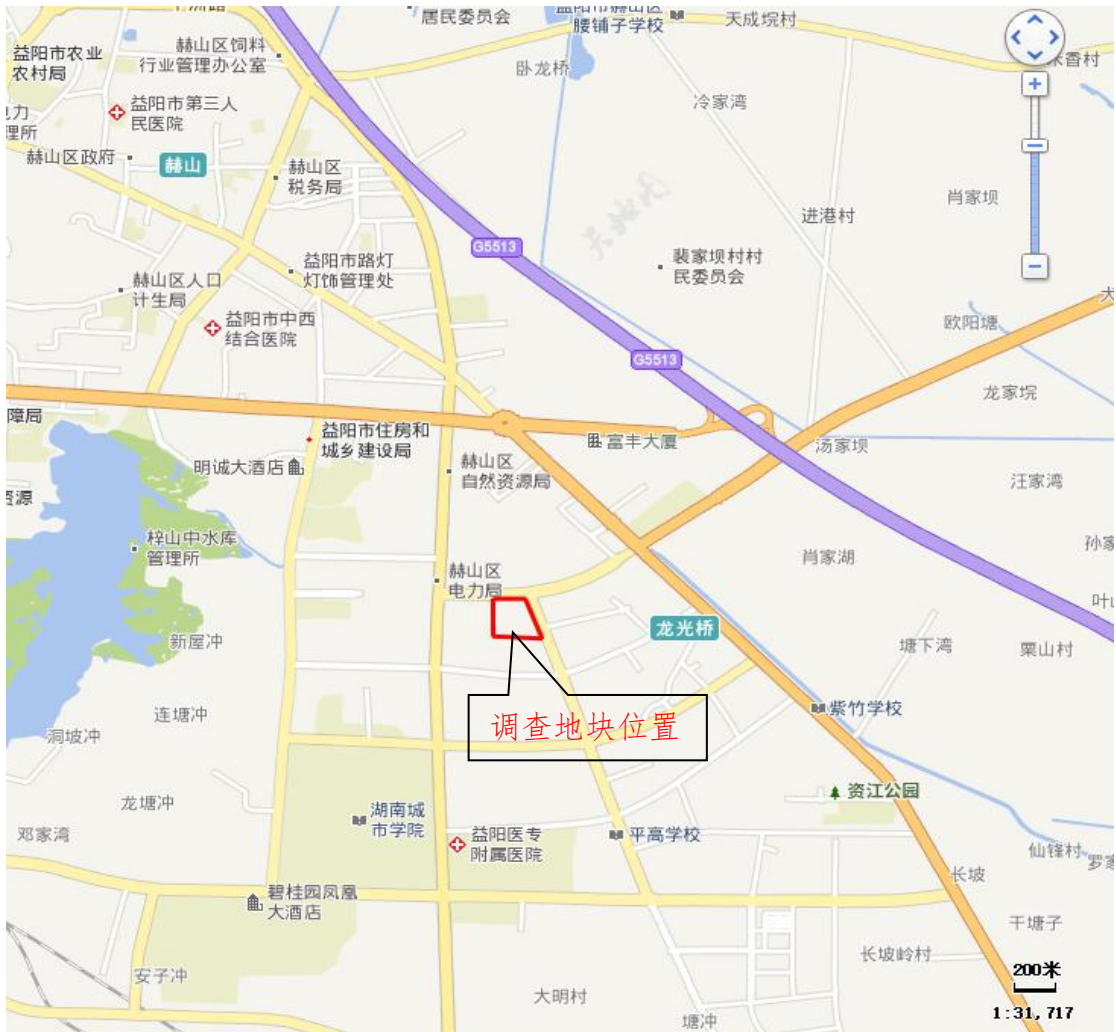 居民委员会
腰铺子学校
天成垸村
益阳市农业
农村局
赫山区饲料
行业管理办公室
卧龙桥
冷家湾
益阳市第三人
民医院
理所
赫山区政府
赫山
赫山区
税务局
肖家坝
进港村
G5513
裴家坝村村
民委员会
益阳市路灯
灯饰管理处
赫山区人口
计生局
益阳市中西
结合医院
欧阳塘
G5513
龙家垸
障局
益阳市住房和
城乡建设局
富丰大厦
汤家坝
明诚大酒店
赫山区
自然资源局
汪家湾
资源
梓山中水库
管理所
肖家湖
孙家
赫山区
电力局
叶山
龙光桥
新屋冲
塘下湾
栗山村
连塘冲
调查地块位置
紫竹学校
洞坡冲
龙塘冲
资江公园
湖南城
市学院
邓家湾
益阳医专
附属医院
平高学校
仙锋村
罗家
碧桂园凤凰
大酒店
长坡
干塘子
安子冲
长坡岭村
大明村
塘冲
200米
1:31,717